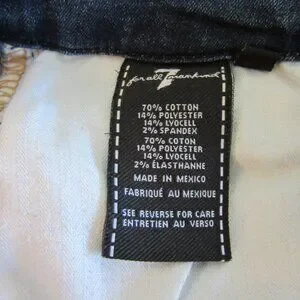 for all 7 mankind
70% COTTON
14% POLYESTER
14% LYOCELL
2% SPANDEX
70% COTON
14% POLYESTER
14% LYOCELL
2% ÉLASTHANNE
MADE IN MEXICO
FABRIQUÉ AU MEXIQUE
SEE REVERSE FOR CARE
ENTRETIEN AU VERSO